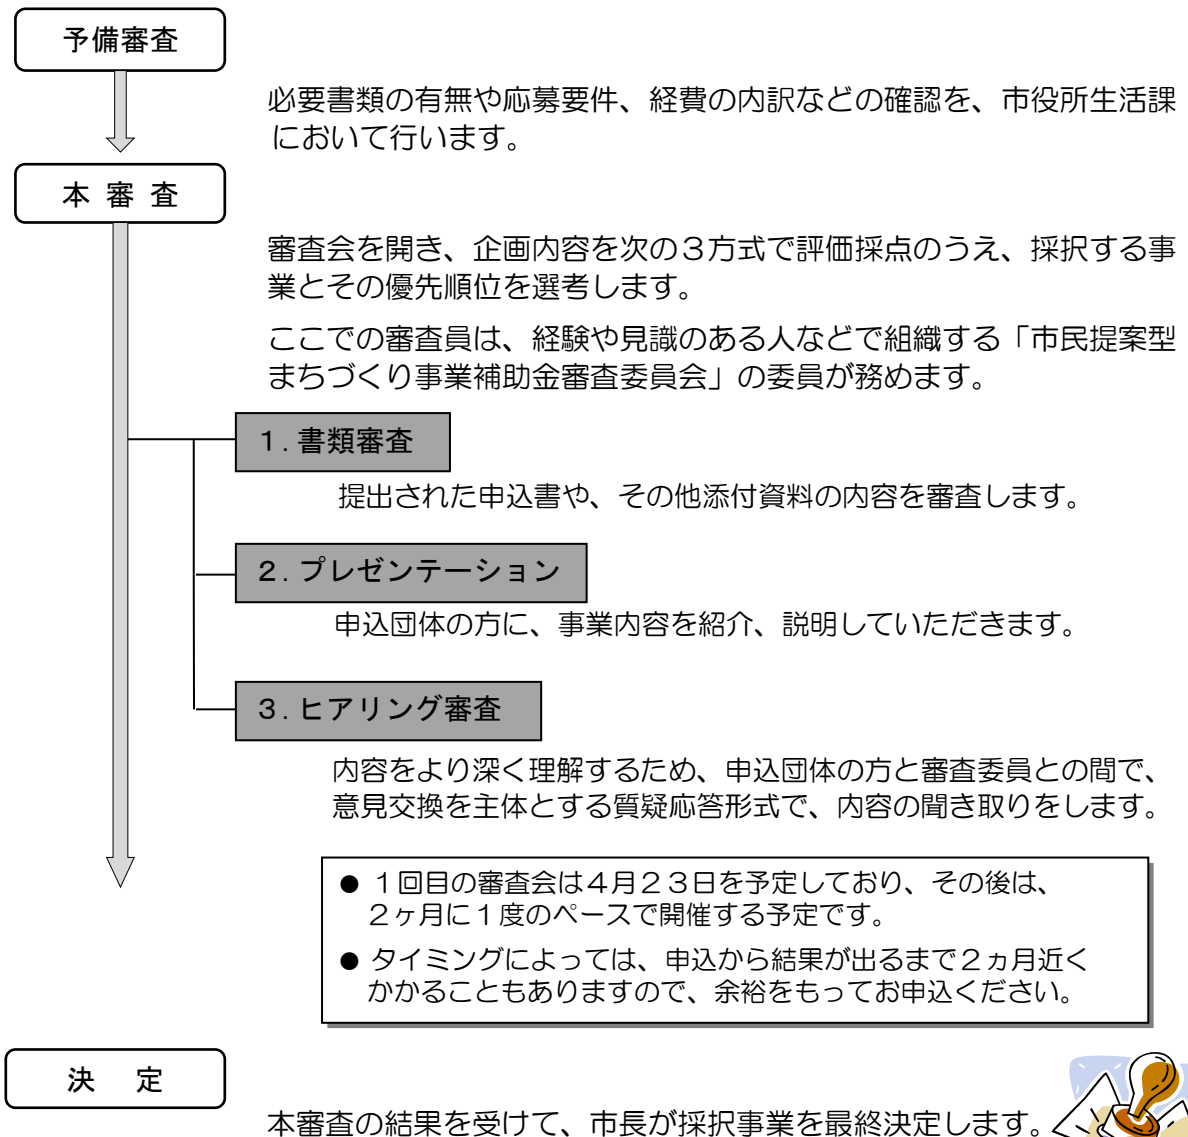 予備審査
必要書類の有無や応募要件、経費の内訳などの確認を、市役所生活課
において行います。
本 審 査
審査会を開き、企画内容を次の３方式で評価採点のうえ、採択する事
業とその優先順位を選考します。
ここでの審査員は、経験や見識のある人などで組織する「市民提案型
まちづくり事業補助金審査委員会」の委員が務めます。
１.書類審査
提出された申込書や、その他添付資料の内容を審査します。
２.プレゼンテーション
申込団体の方に、事業内容を紹介、説明していただきます。
３.ヒアリング審査
内容をより深く理解するため、申込団体の方と審査委員との間で、
意見交換を主体とする質疑応答形式で、内容の聞き取りをします。
● １回目の審査会は４月２３日を予定しており、その後は、
２ヶ月に１度のペースで開催する予定です。
● タイミングによっては、申込から結果が出るまで２ヵ月近く
かかることもありますので、余裕をもってお申込ください。
決 定
本審査の結果を受けて、市長が採択事業を最終決定します。